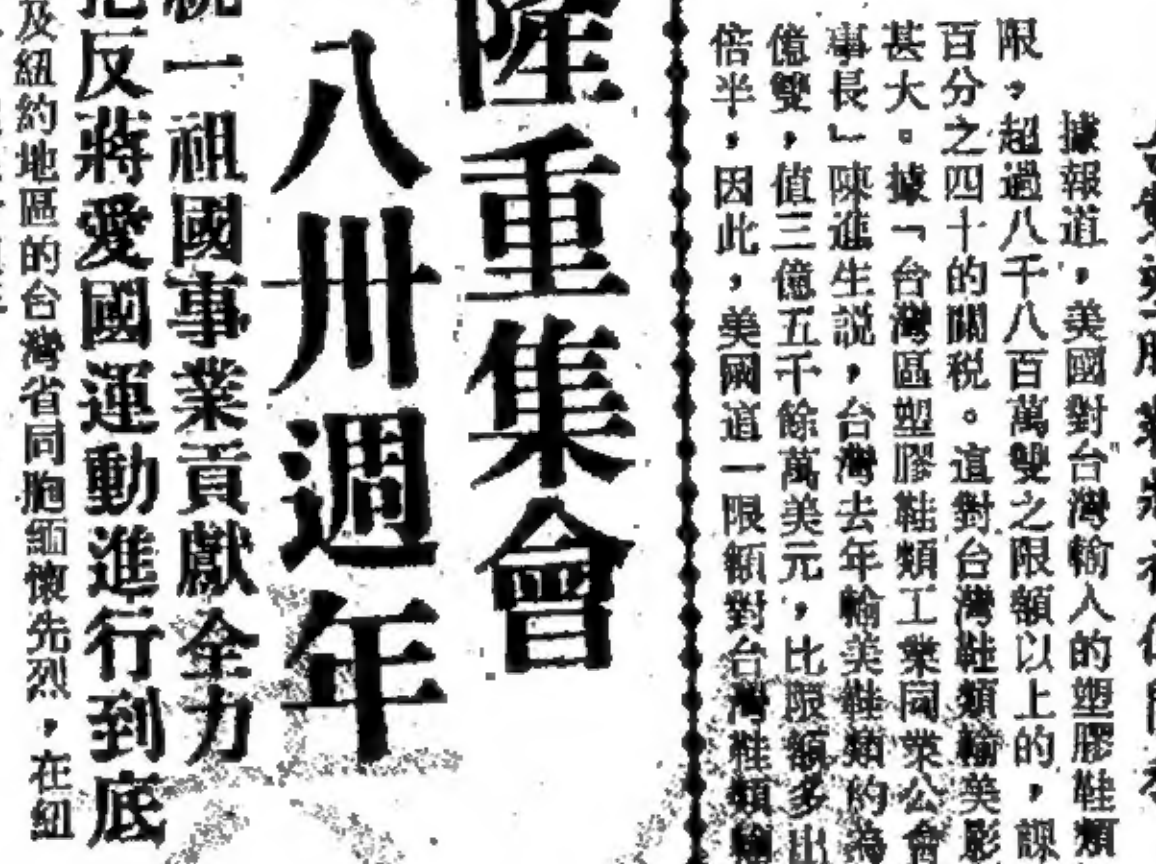 據報道，美國對台灣輸入的塑膠鞋類
限，超過八千八百萬雙之限額以上的，課
百分之四十的關税。這對台灣鞋類輸美影
甚大。據「台灣區塑膠鞋類工業同業公會
事長」陳進生説，台灣去年輸美鞋類約為
億雙，值三億五千餘萬美元，比限額多出
倍半，因此，美國這一限額對台灣鞋類輸
隆重集會
八卅週年
統一祖國事業貢獻全力
把反蔣愛國運動進行到底
及紐約地區的台灣省同胞緬懷先烈，在紐